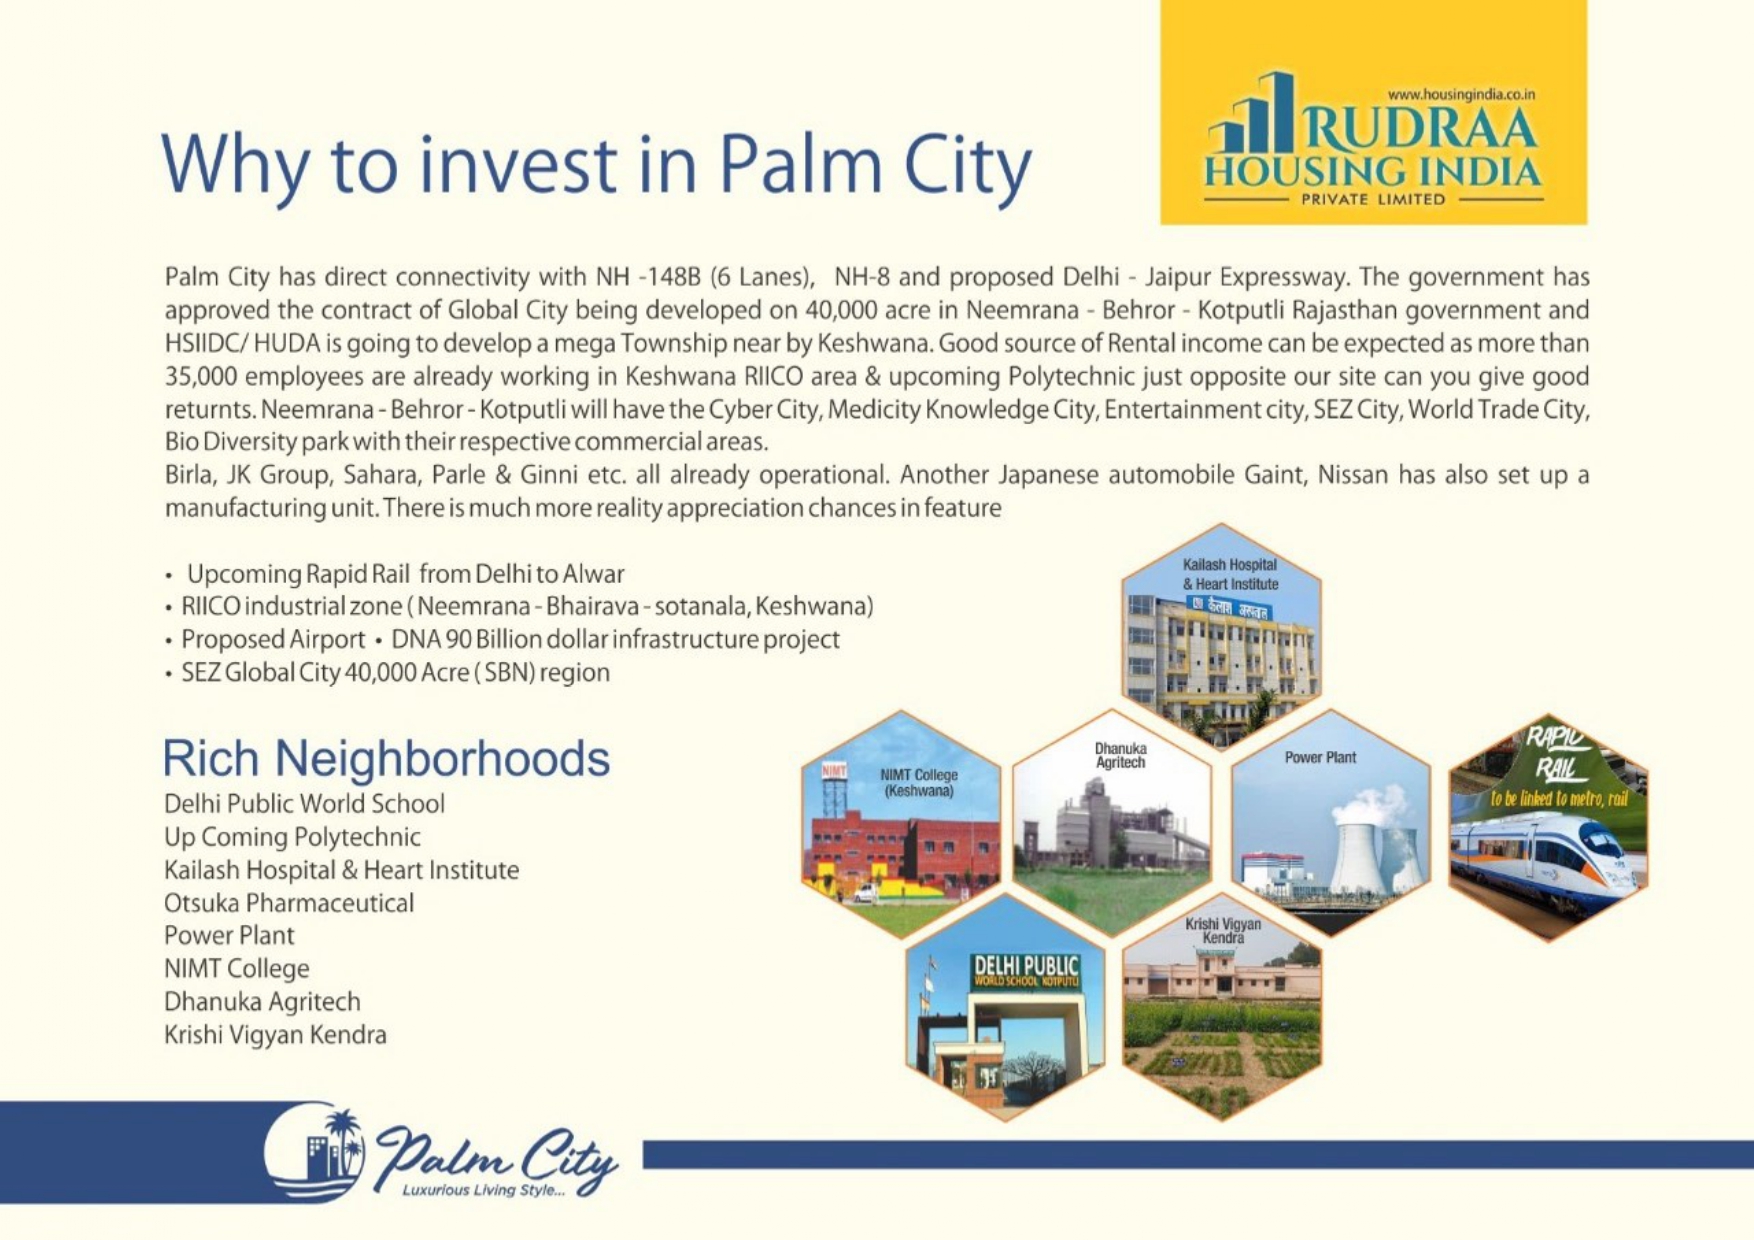 www.housingindia.co.in
RUDRAA
HOUSING INDIA
PRIVATE LIMITED
Why to invest in Palm City
Palm City has direct connectivity with NH -148B (6 Lanes), NH-8 and proposed Delhi - Jaipur Expressway. The government has
approved the contract of Global City being developed on 40,000 acre in Neemrana - Behror - Kotputli Rajasthan government and
HSIIDC/ HUDA is going to develop a mega Township near by Keshwana. Good source of Rental income can be expected as more than
35,000 employees are already working in Keshwana RIICO area & upcoming Polytechnic just opposite our site can you give good
returnts. Neemrana - Behror - Kotputli will have the Cyber City, Medicity Knowledge City, Entertainment city, SEZ City, World Trade City,
Bio Diversity park with their respective commercial areas.
Birla, JK Group, Sahara, Parle & Ginni etc. all already operational. Another Japanese automobile Gaint, Nissan has also set up a
manufacturing unit. There is much more reality appreciation chances in feature
• Upcoming Rapid Rail from Delhi to Alwar
• RIICO industrial zone ( Neemrana - Bhairava - sotanala, Keshwana)
• Proposed Airport • DNA 90 Billion dollar infrastructure project
• SEZ Global City 40,000 Acre ( SBN) region
Rich Neighborhoods
Delhi Public World School
Up Coming Polytechnic
Kailash Hospital & Heart Institute
Otsuka Pharmaceutical
Power Plant
NIMT College
Dhanuka Agritech
Krishi Vigyan Kendra
Kailash Hospital
& Heart Institute
कैलाश अस्पताल
NIMT
NIMT College
(Keshwana)
Dhanuka
Agritech
Power Plant
RAPID
RAIL
to be linked to metro, rail
DELHI PUBLIC
WORLD SCHOOL KOTPUTLI
Krishi Vigyan
Kendra
Palm City
Luxurious Living Style...